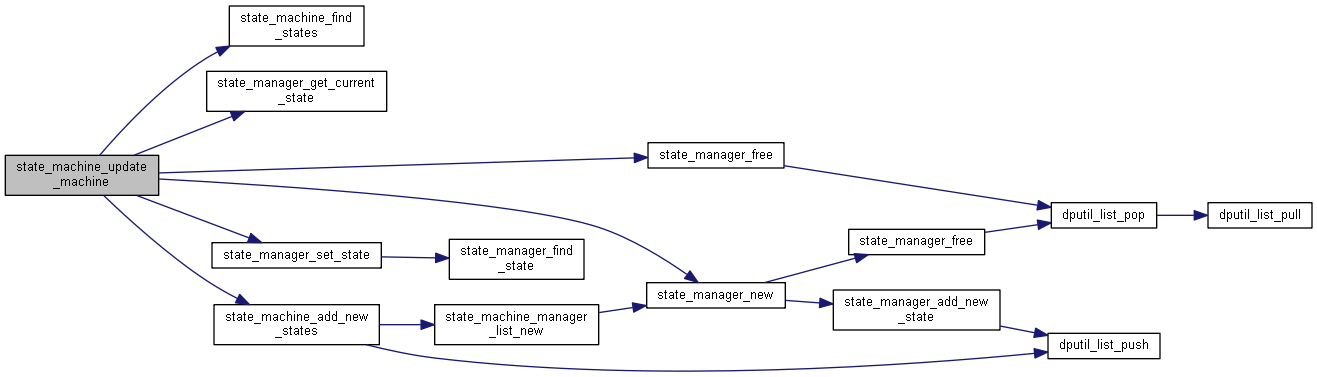 state_machine_find
_states
state_manager_get_current
_state
state_machine_update
_machine
state_manager_free
dputil_list_pop
dputil_list_pull
state_manager_free
state_manager_set_state
state_manager_find
_state
state_manager_new
state_manager_add_new
_state
state_machine_add_new
_states
state_machine_manager
_list_new
dputil_list_push